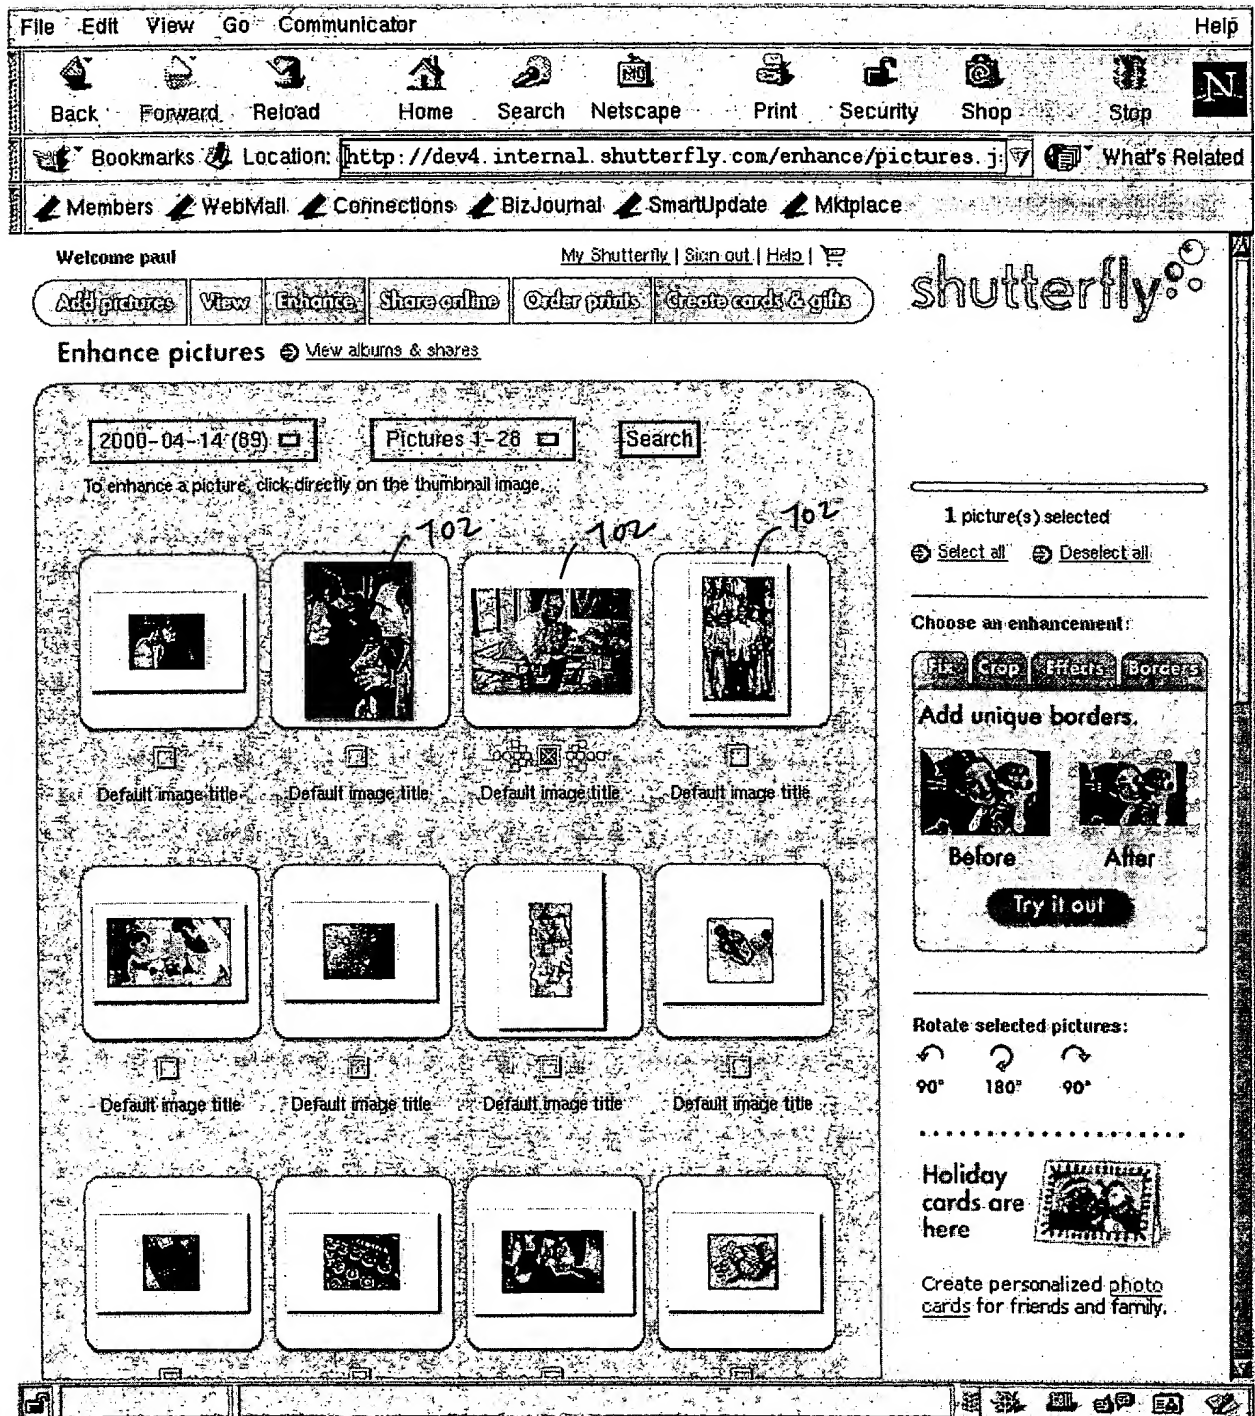 File Edit View Go Communicator Help
Back Forward Reload Home Search Netscape Print Security Shop Stop N
Bookmarks Location: http://dev4.internal.shutterfly.com/enhance/pictures.j What's Related
Members WebMail Connections BizJournal SmartUpdate Mktplace
Welcome paul My Shutterfly | Sign out | Help |
shutterfly
Add pictures View Enhance Share online Order prints Create cards & gifts
Enhance pictures View albums & shares
2000-04-14 (89) Pictures 1-28 Search
To enhance a picture, click directly on the thumbnail image.
1 picture(s) selected
Select all Deselect all
702 702 702
Choose an enhancement:
Fix Crop Effects Borders
Add unique borders.
Before After
Try it out
Default image title Default image title Default image title Default image title
Default image title Default image title Default image title Default image title
Rotate selected pictures:
90° 180° 90°
Holiday
cards are
here
Create personalized photo
cards for friends and family.